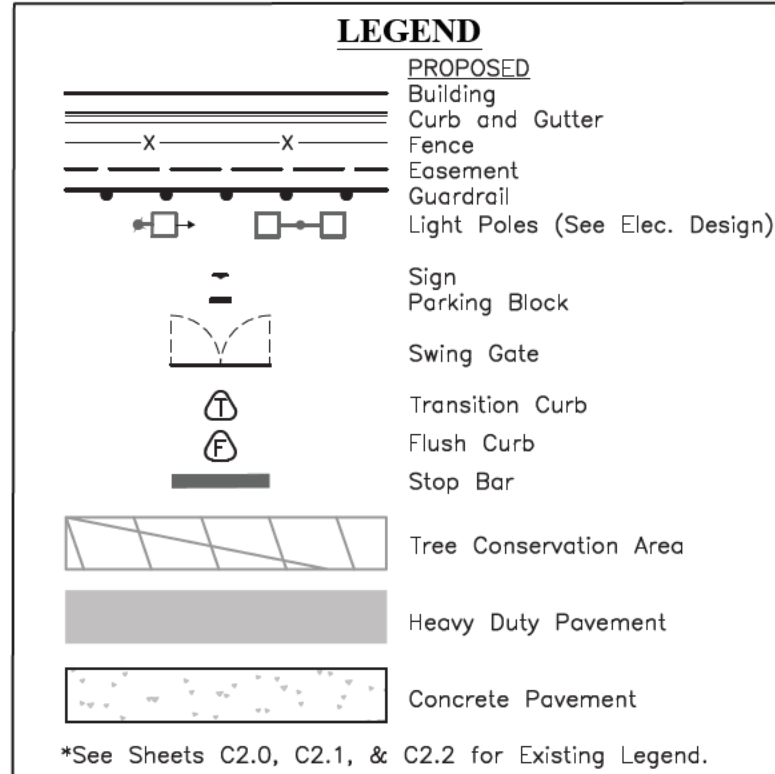 LEGEND
PROPOSED
Building
Curb and Gutter
X X Fence
Easement
Guardrail
Light Poles (See Elec. Design)
Sign
Parking Block
Swing Gate
T Transition Curb
F Flush Curb
Stop Bar
Tree Conservation Area
Heavy Duty Pavement
Concrete Pavement
*See Sheets C2.0, C2.1, & C2.2 for Existing Legend.